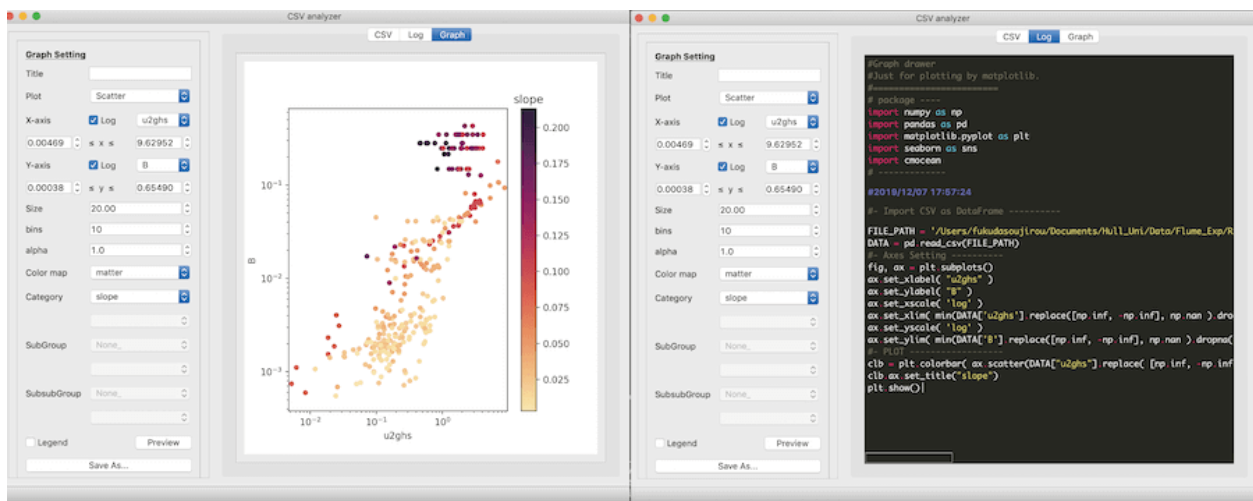 CSV analyzer
CSV Log Graph
Graph Setting
Title
Plot Scatter
X-axis Log u2ghs
0.00469 ≤ x ≤ 9.62952
Y-axis Log B
0.00038 ≤ y ≤ 0.65490
Size 20.00
bins 10
alpha 1.0
Color map matter
Category slope
SubGroup None_
SubsubGroup None_
Legend Preview
Save As...
slope
0.200
0.175
0.150
0.125
0.100
0.075
0.050
0.025
10⁻¹
10⁻²
10⁻³
B
10⁻² 10⁻¹ 10⁰
u2ghs
CSV analyzer
CSV Log Graph
Graph Setting
Title
Plot Scatter
X-axis Log u2ghs
0.00469 ≤ x ≤ 9.62952
Y-axis Log B
0.00038 ≤ y ≤ 0.65490
Size 20.00
bins 10
alpha 1.0
Color map matter
Category slope
SubGroup None_
SubsubGroup None_
Legend Preview
Save As...
#Graph drawer
#Just for plotting by matplotlib.
#========================
# package ----
import numpy as np
import pandas as pd
import matplotlib.pyplot as plt
import seaborn as sns
import cmocean
# -------------
#2019/12/07 17:57:24
#- Import CSV as DataFrame ----------
FILE_PATH = '/Users/fukudasoujirou/Documents/Hull_Uni/Data/Flume_Exp/R
DATA = pd.read_csv(FILE_PATH)
#- Axes Setting ----------
fig, ax = plt.subplots()
ax.set_xlabel( "u2ghs" )
ax.set_ylabel( "B" )
ax.set_xscale( 'log' )
ax.set_xlim( min(DATA['u2ghs'].replace([np.inf, -np.inf], np.nan ).dro
ax.set_yscale( 'log' )
ax.set_ylim( min(DATA['B'].replace([np.inf, -np.inf], np.nan ).dropna(
#- PLOT ------------------
clb = plt.colorbar( ax.scatter(DATA["u2ghs"].replace( [np.inf, -np.inf
clb.ax.set_title("slope")
plt.show()